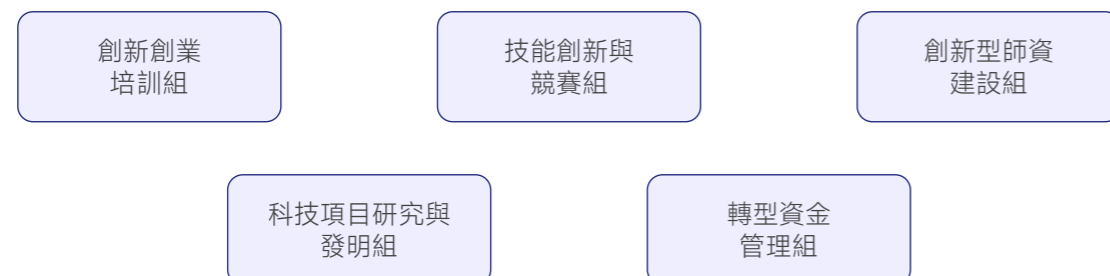 創新創業
培訓組
技能創新與
競賽組
創新型師資
建設組
科技項目研究與
發明組
轉型資金
管理組